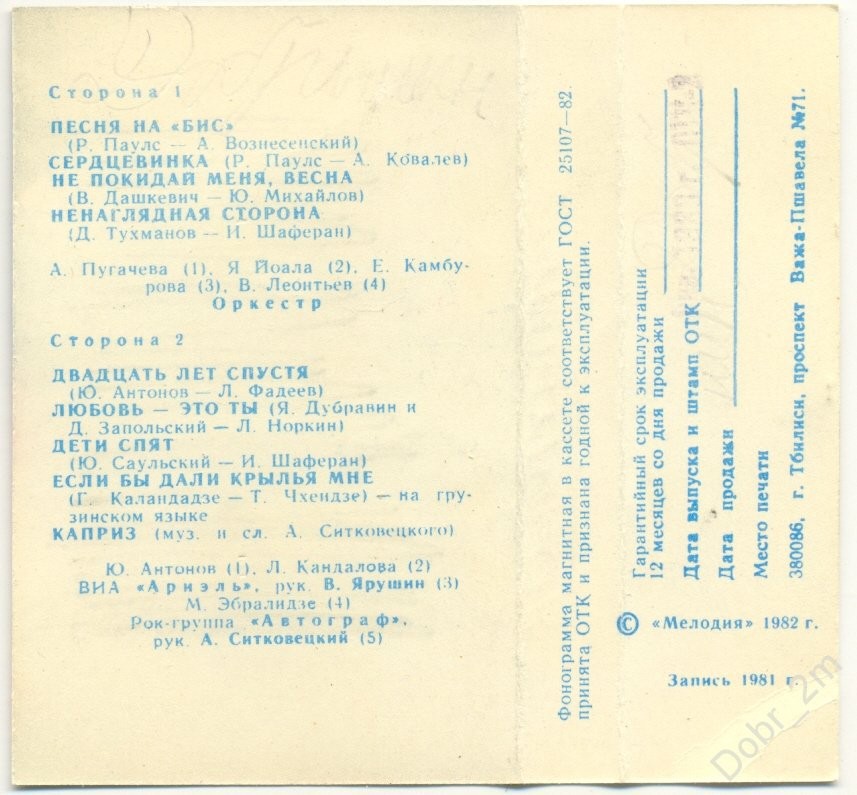 Сторона 1
ПЕСНЯ НА «БИС»
(Р. Паулс — А. Вознесенский)
СЕРДЦЕВИНКА (Р. Паулс — А. Ковалев)
НЕ ПОКИДАЙ МЕНЯ, ВЕСНА
(В. Дашкевич — Ю. Михайлов)
НЕНАГЛЯДНАЯ СТОРОНА
(Д. Тухманов — И. Шаферан)
А. Пугачева (1), Я Йоала (2), Е. Камбу-
рова (3), В. Леонтьев (4)
Оркестр
Сторона 2
ДВАДЦАТЬ ЛЕТ СПУСТЯ
(Ю. Антонов — Л. Фадеев)
ЛЮБОВЬ — ЭТО ТЫ (Я. Дубравин и
Д. Запольский — Л. Норкин)
ДЕТИ СПЯТ
(Ю. Саульский — И. Шаферан)
ЕСЛИ БЫ ДАЛИ КРЫЛЬЯ МНЕ
(Г. Каландадзе — Т. Чхендзе) — на гру-
зинском языке
КАПРИЗ (муз. и сл. А. Ситковецкого)
Ю. Антонов (1), Л. Кандалова (2)
ВИА «Ариэль», рук. В. Ярушин (3)
М. Эбралидзе (4)
Рок-группа «Автограф»,
рук. А. Ситковецкий (5)
Фонограмма магнитная в кассете соответствует ГОСТ 25107—82.
принята ОТК и признана годной к эксплуатации.
Гарантийный срок эксплуатации
12 месяцев со дня продажи
Дата выпуска и штамп ОТК
Дата продажи
Место печати
380086, г. Тбилиси, проспект Важа-Пшавела №71.
© «Мелодия» 1982 г.
Запись 1981 г.
Dobr_2m